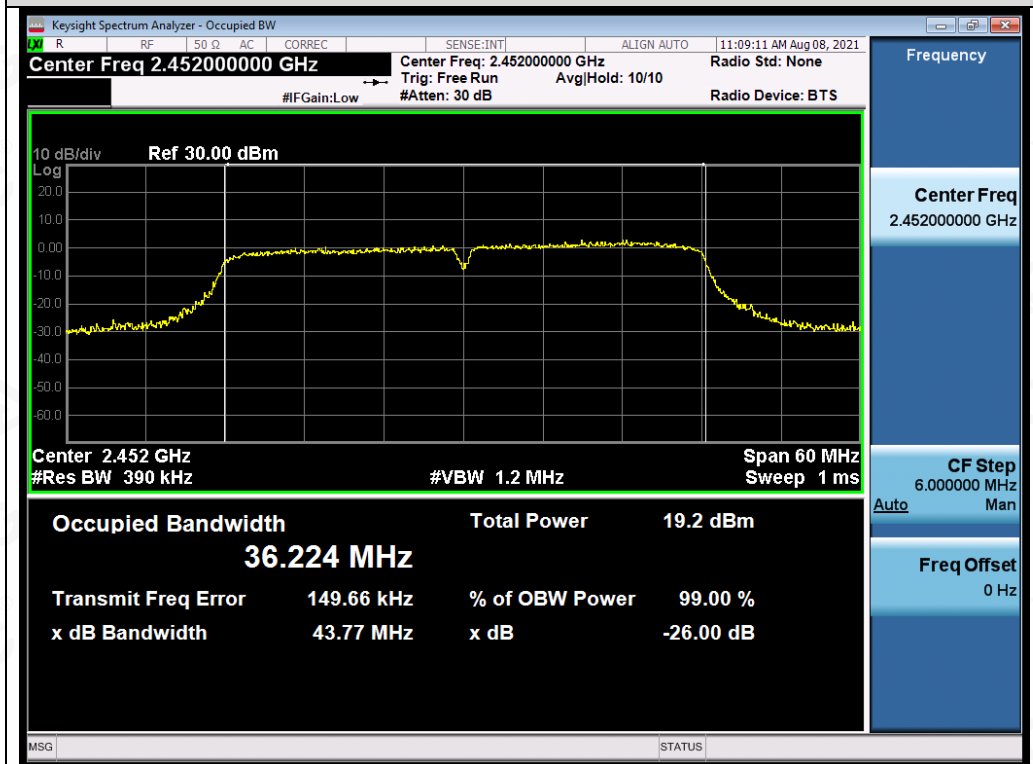 Keysight Spectrum Analyzer - Occupied BW
LXI R RF 50 Ω AC CORREC SENSE:INT ALIGN AUTO 11:09:11 AM Aug 08, 2021
Center Freq 2.452000000 GHz
Center Freq: 2.452000000 GHz Radio Std: None
Trig: Free Run Avg|Hold: 10/10
#IFGain:Low #Atten: 30 dB Radio Device: BTS
10 dB/div Ref 30.00 dBm
Log
20.0
10.0
0.00
-10.0
-20.0
-30.0
-40.0
-50.0
-60.0
Center 2.452 GHz Span 60 MHz
#Res BW 390 kHz #VBW 1.2 MHz Sweep 1 ms
Occupied Bandwidth Total Power 19.2 dBm
36.224 MHz
Transmit Freq Error 149.66 kHz % of OBW Power 99.00 %
x dB Bandwidth 43.77 MHz x dB -26.00 dB
Frequency
Center Freq
2.452000000 GHz
CF Step
6.000000 MHz
Auto Man
Freq Offset
0 Hz
MSG STATUS